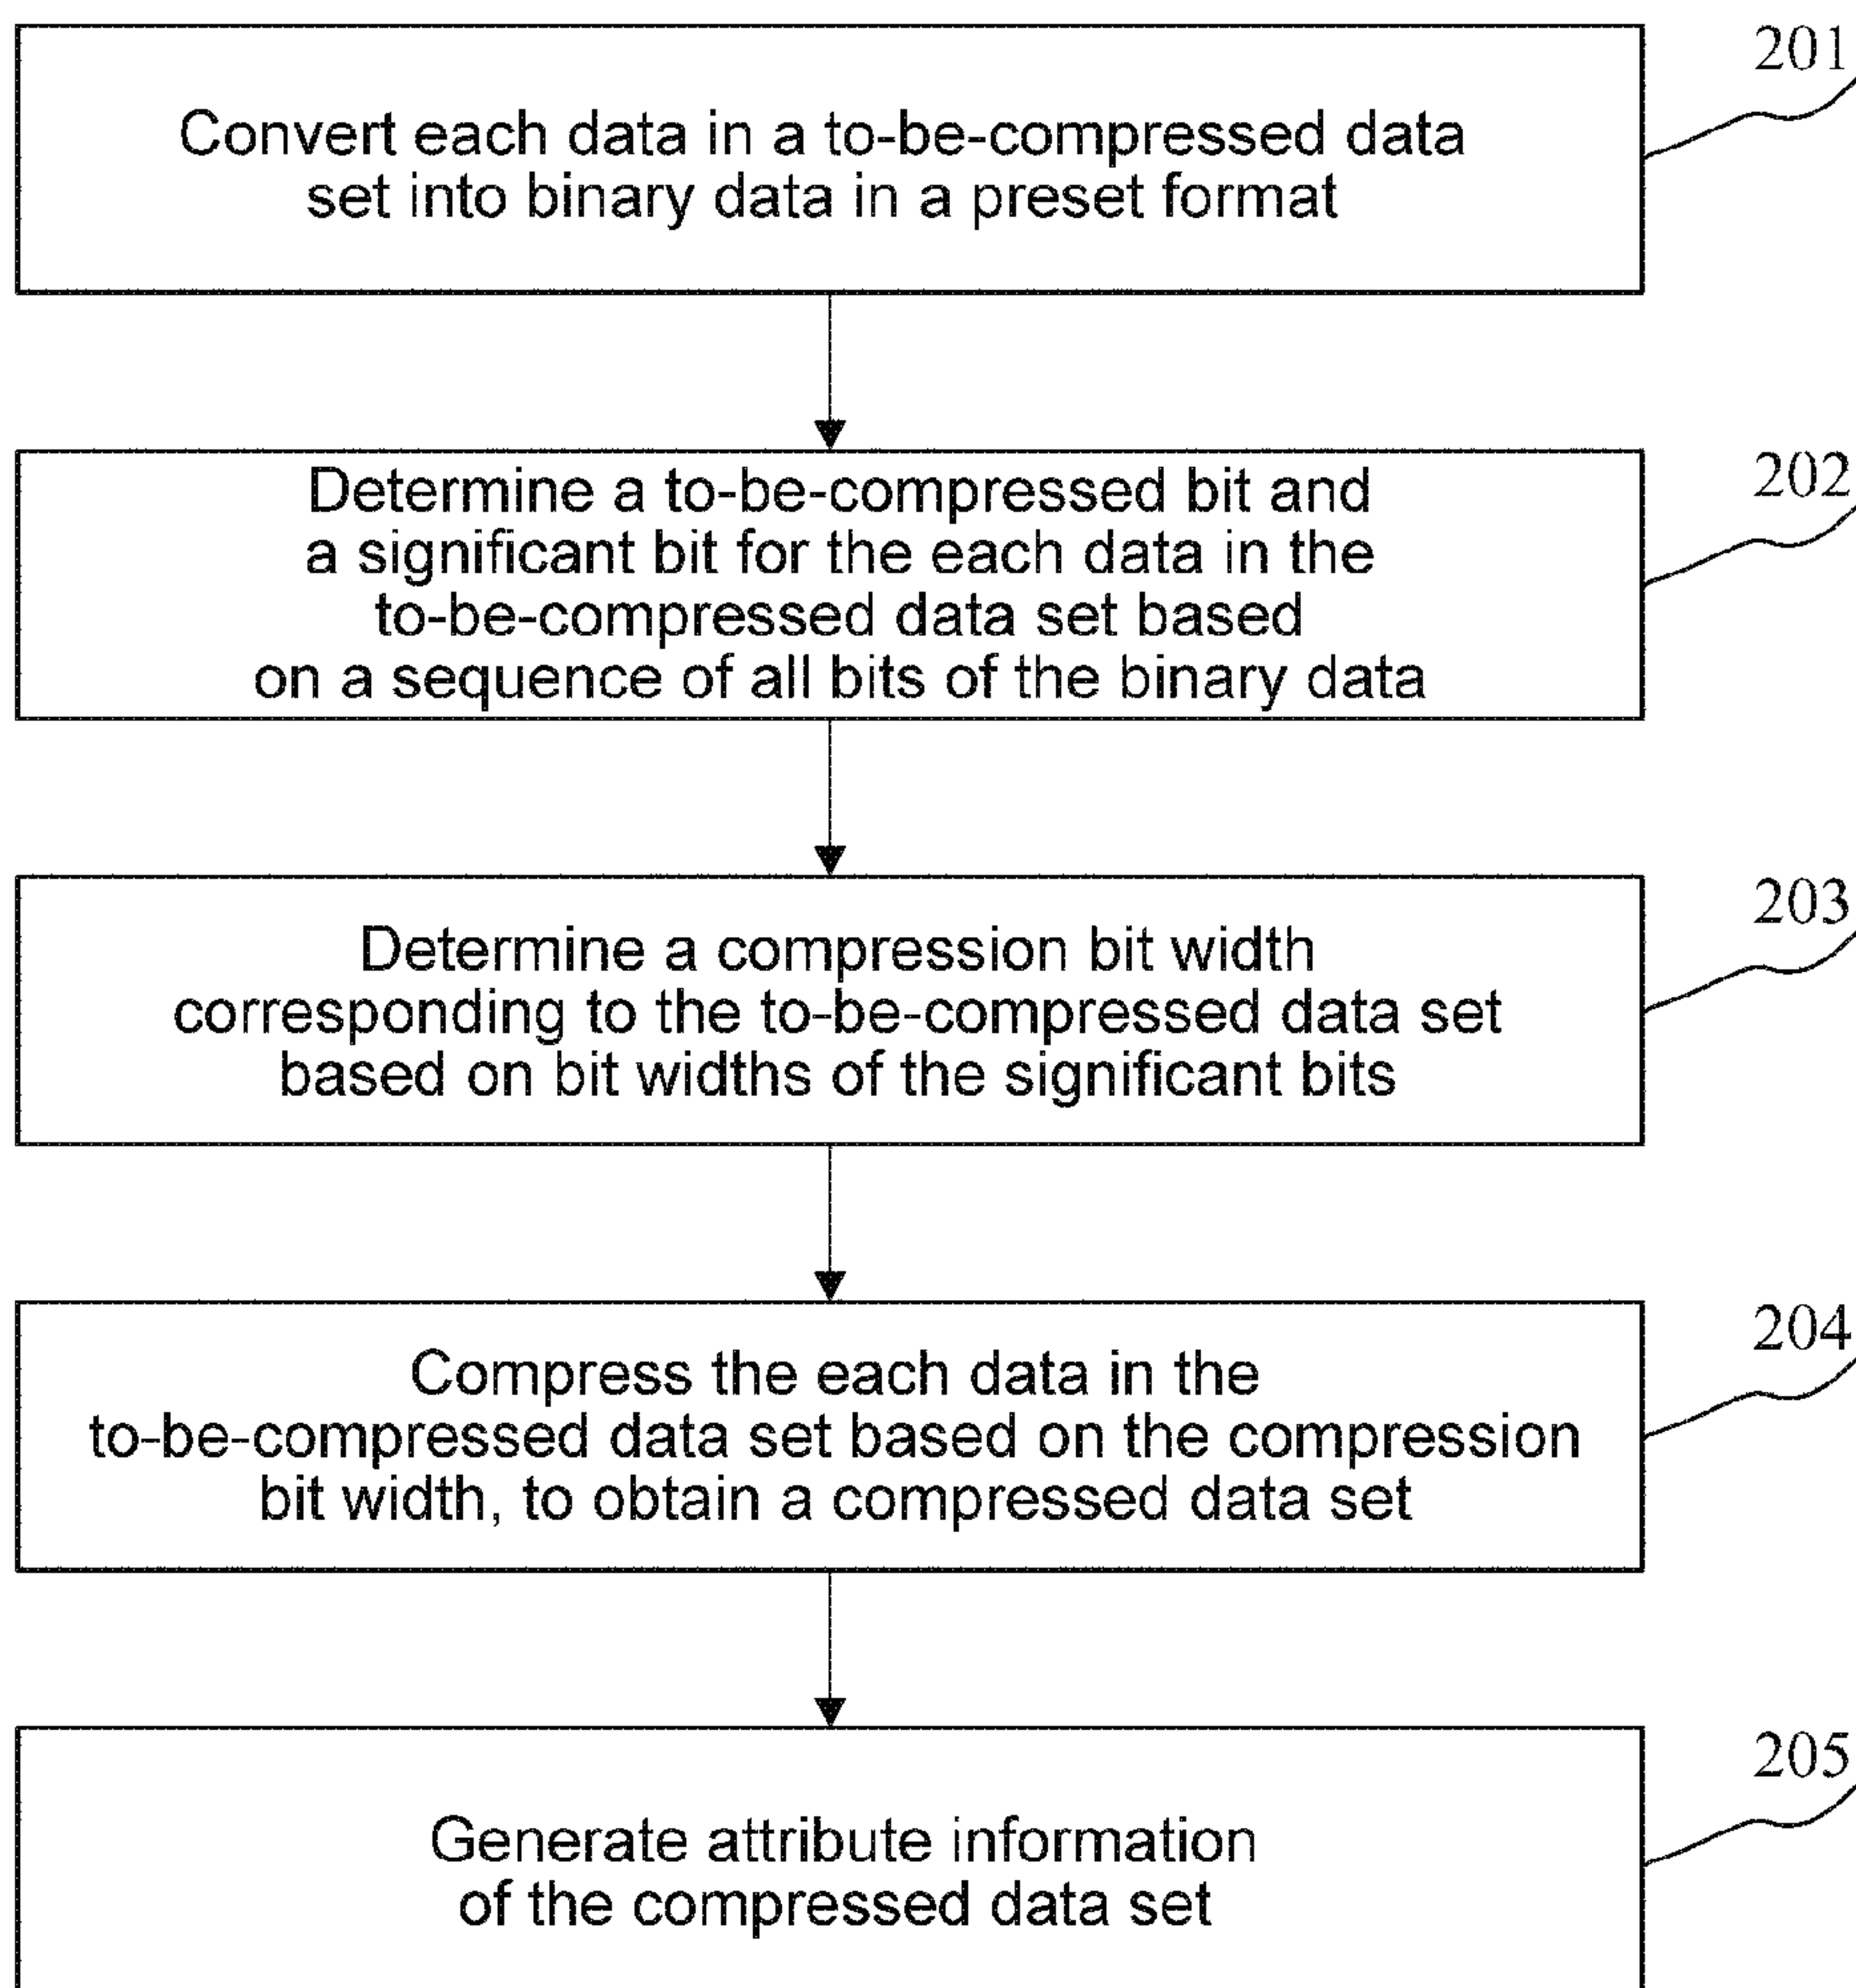 201
Convert each data in a to-be-compressed data
set into binary data in a preset format
202
Determine a to-be-compressed bit and
a significant bit for the each data in the
to-be-compressed data set based
on a sequence of all bits of the binary data
203
Determine a compression bit width
corresponding to the to-be-compressed data set
based on bit widths of the significant bits
204
Compress the each data in the
to-be-compressed data set based on the compression
bit width, to obtain a compressed data set
205
Generate attribute information
of the compressed data set